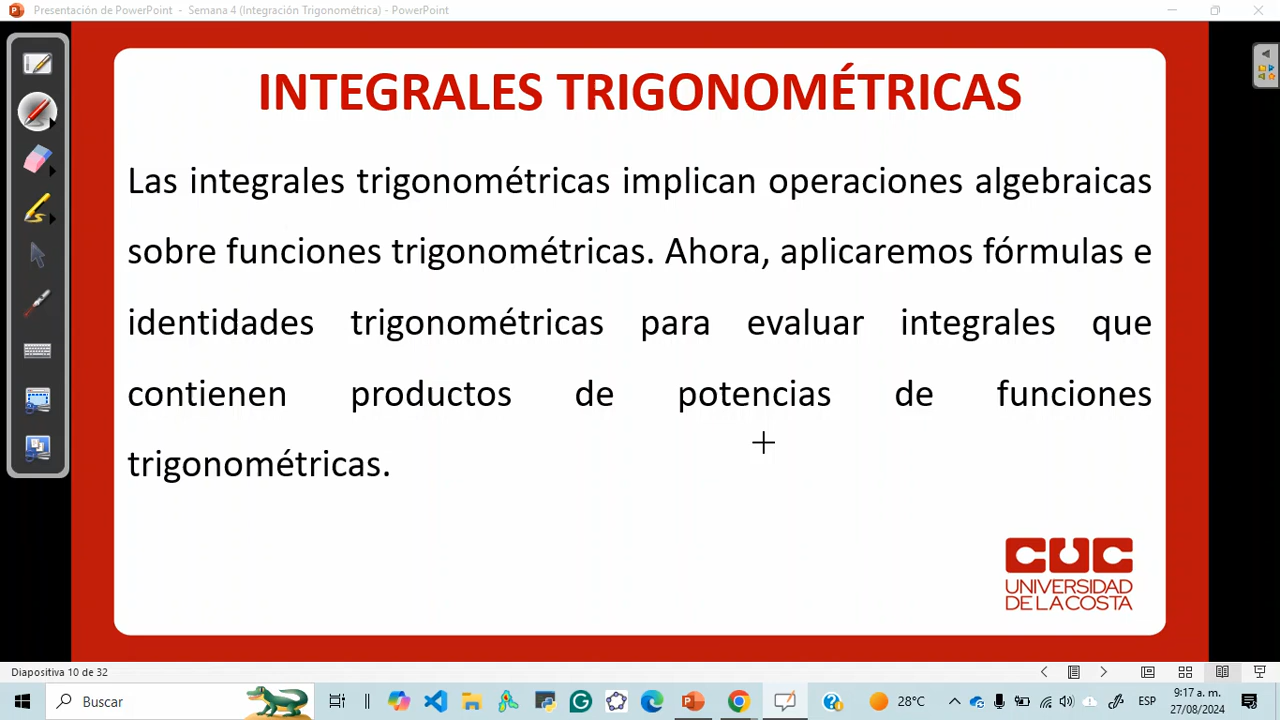 Presentación de PowerPoint - Semana 4 (Integración Trigonométrica) - PowerPoint
INTEGRALES TRIGONOMÉTRICAS
Las integrales trigonométricas implican operaciones algebraicas
sobre funciones trigonométricas. Ahora, aplicaremos fórmulas e
identidades trigonométricas para evaluar integrales que
contienen productos de potencias de funciones
trigonométricas.
CUC
UNIVERSIDAD
DE LA COSTA
Diapositiva 10 de 32
Buscar
28°C
ESP
9:17 a. m.
27/08/2024